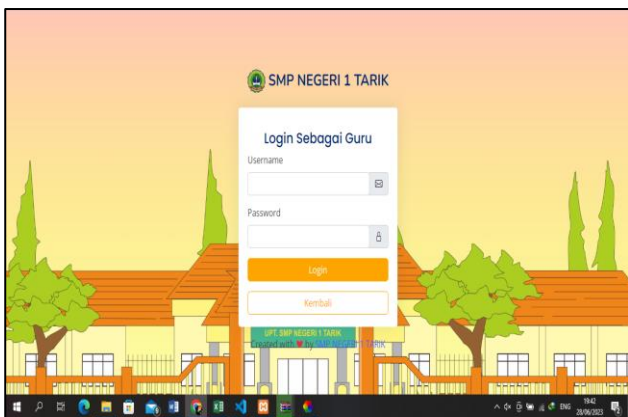 SMP NEGERI 1 TARIK
Login Sebagai Guru
Username
Password
Login
Kembali
UPT. SMP NEGERI 1 TARIK
Created with ❤ by SMP NEGERI 1 TARIK
ENG
19:42
28/06/2023